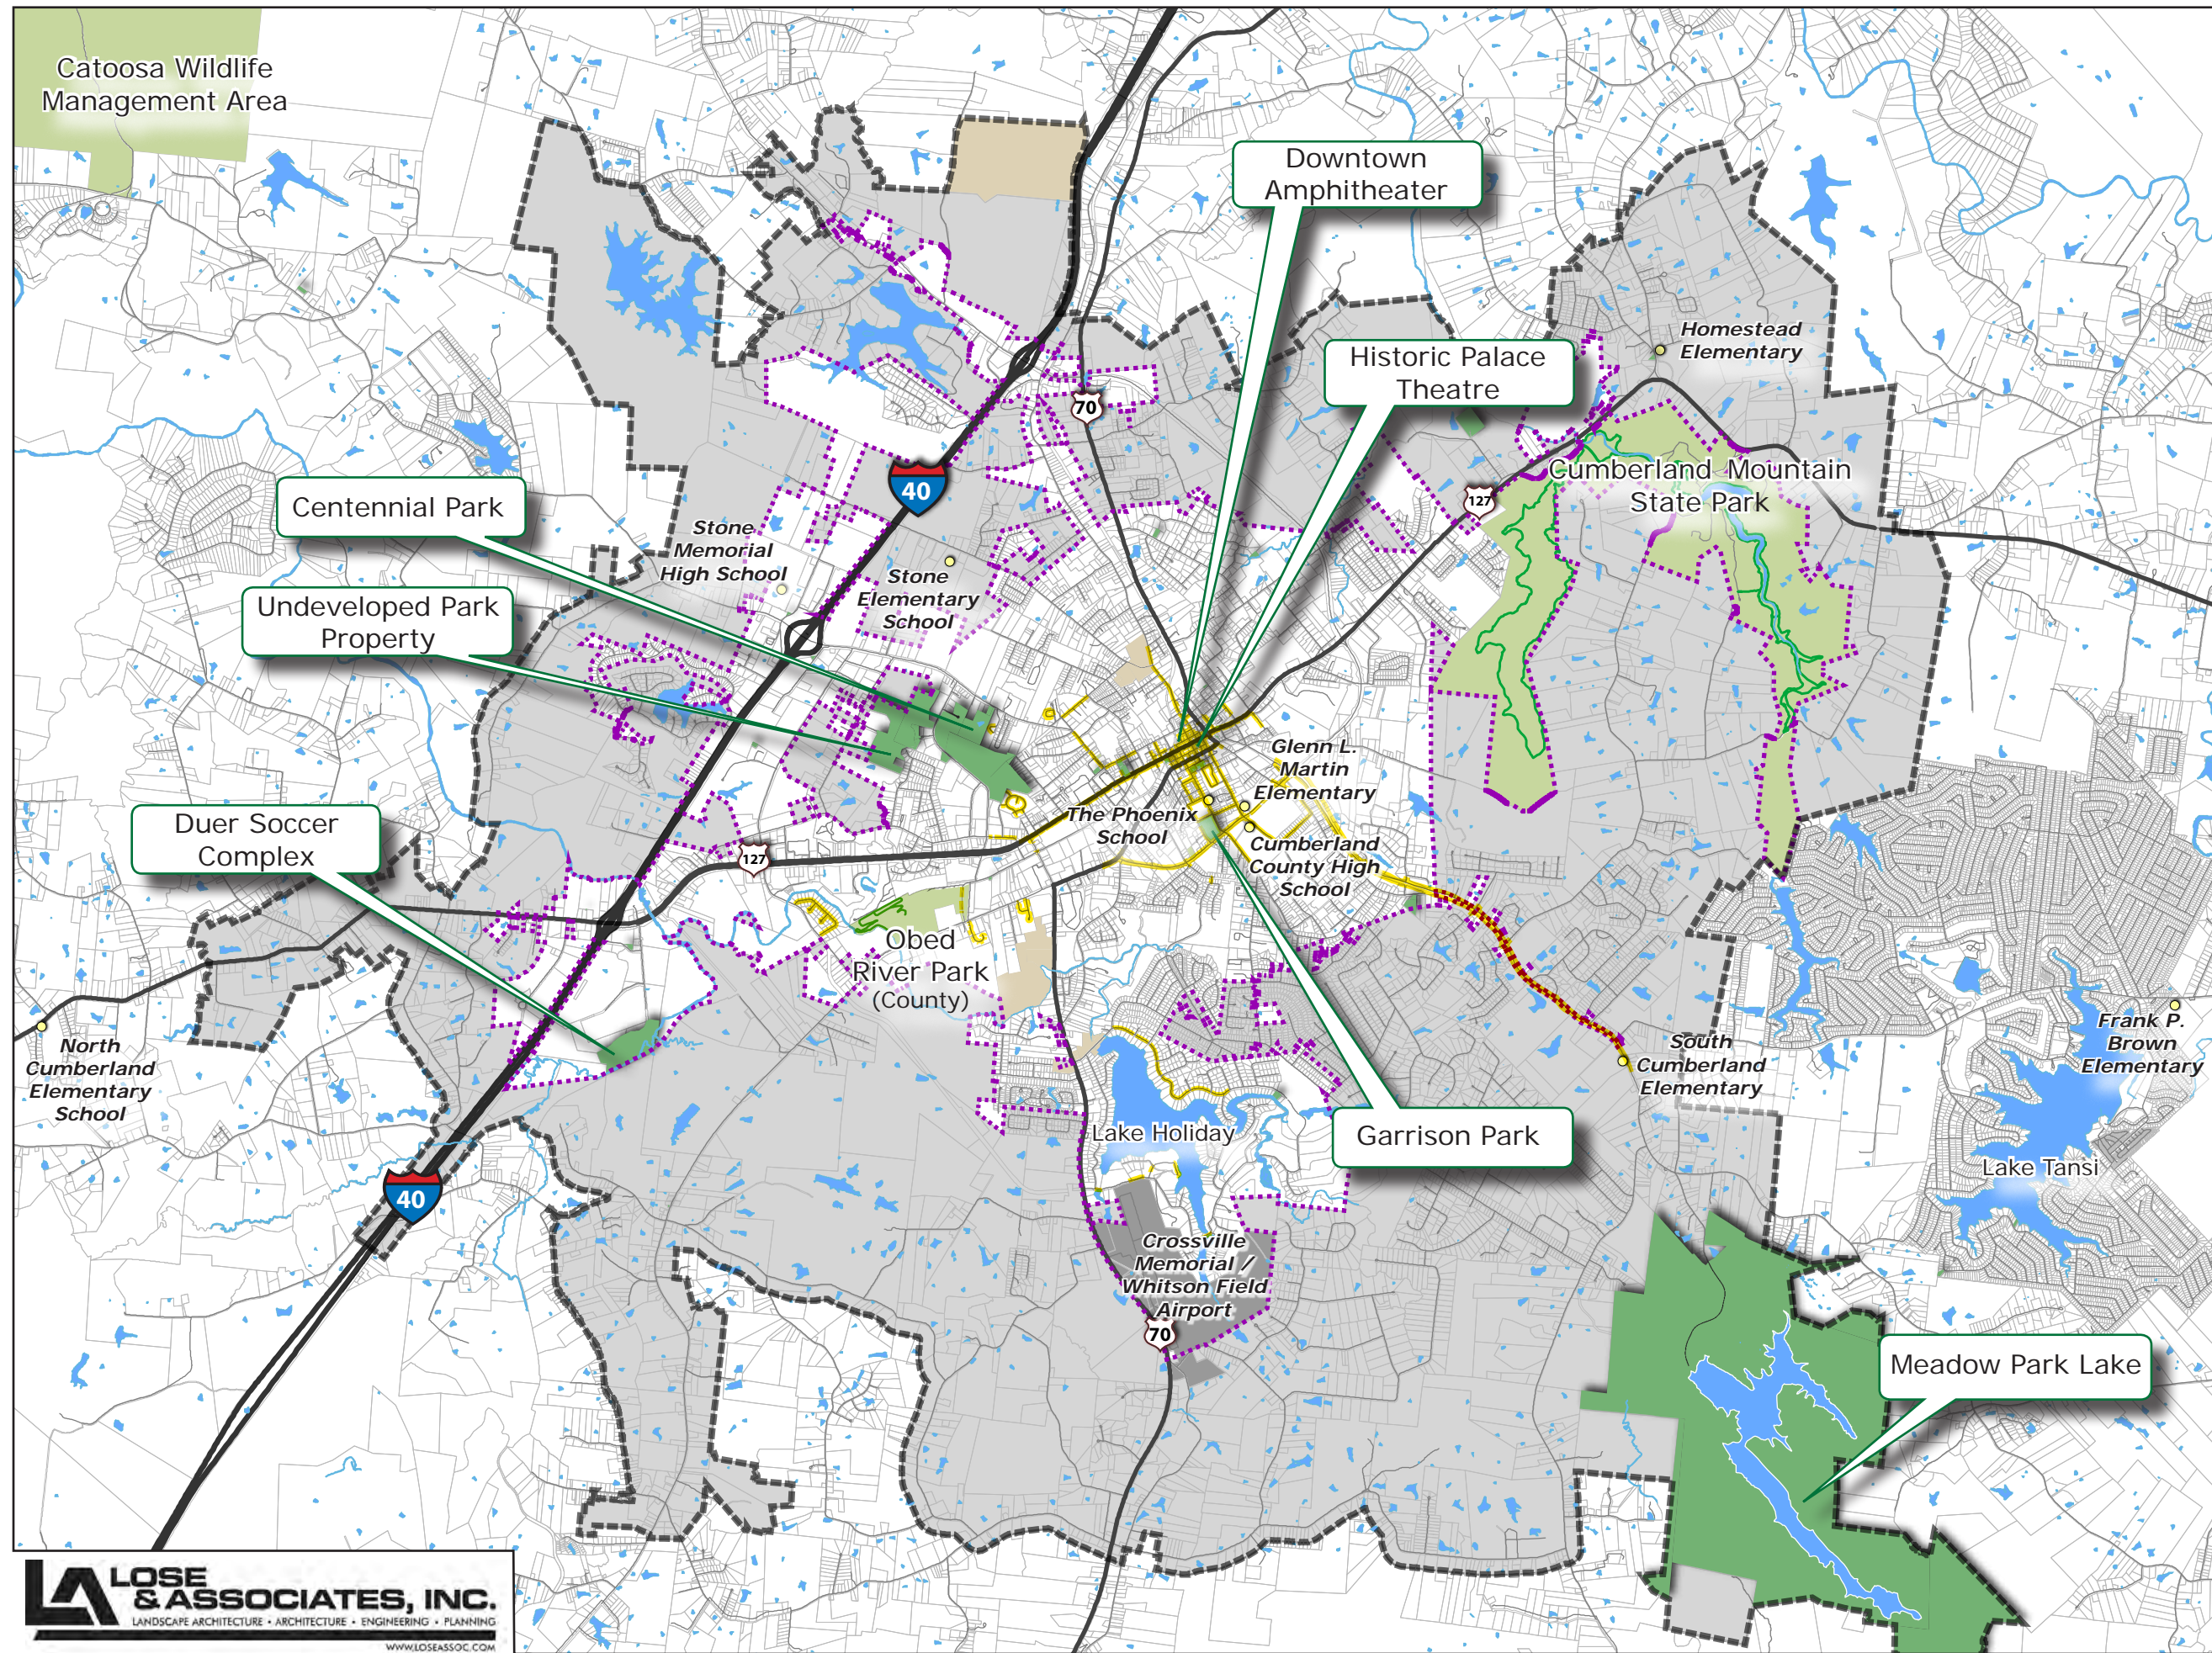 Catoosa Wildlife
Management Area
Downtown
Amphitheater
Homestead
Elementary
Historic Palace
Theatre
70
Cumberland Mountain
State Park
40
127
Centennial Park
Stone
Memorial
High School
Stone
Elementary
School
Undeveloped Park
Property
Glenn L.
Martin
Elementary
The Phoenix
School
Duer Soccer
Complex
Cumberland
County High
School
127
Obed
River Park
(County)
North
Cumberland
Elementary
School
South
Cumberland
Elementary
Frank P.
Brown
Elementary
Lake Holiday
Garrison Park
Lake Tansi
40
Crossville
Memorial /
Whitson Field
Airport
70
Meadow Park Lake
LA LOSE
& ASSOCIATES, INC.
LANDSCAPE ARCHITECTURE • ARCHITECTURE • ENGINEERING • PLANNING
WWW.LOSEASSOC.COM